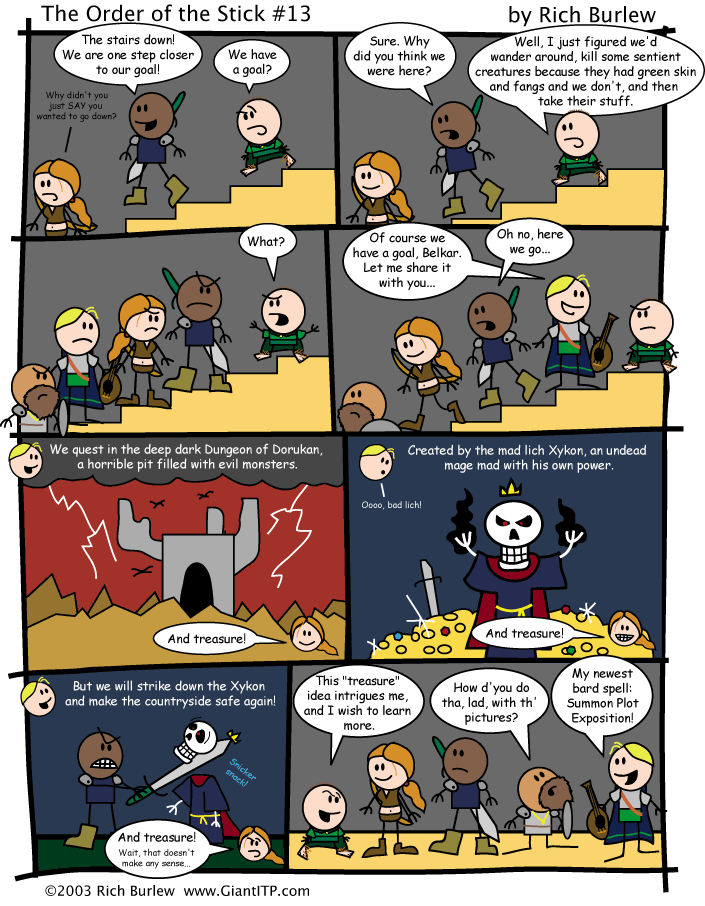 The Order of the Stick #13
by Rich Burlew
The stairs down!
We are one step closer
to our goal!
We have
a goal?
Why didn't you
just SAY you
wanted to go down?
Sure. Why
did you think we
were here?
Well, I just figured we'd
wander around, kill some sentient
creatures because they had green skin
and fangs and we don't, and then
take their stuff.
What?
Of course we
have a goal, Belkar.
Let me share it
with you...
Oh no, here
we go...
We quest in the deep dark Dungeon of Dorukan,
a horrible pit filled with evil monsters.
And treasure!
Created by the mad lich Xykon, an undead
mage mad with his own power.
Oooo, bad lich!
And treasure!
But we will strike down the Xykon
and make the countryside safe again!
Snicker
snack!
And treasure!
Wait, that doesn't
make any sense...
This "treasure"
idea intrigues me,
and I wish to learn
more.
How d'you do
tha, lad, with th'
pictures?
My newest
bard spell:
Summon Plot
Exposition!
©2003 Rich Burlew www.GiantITP.com